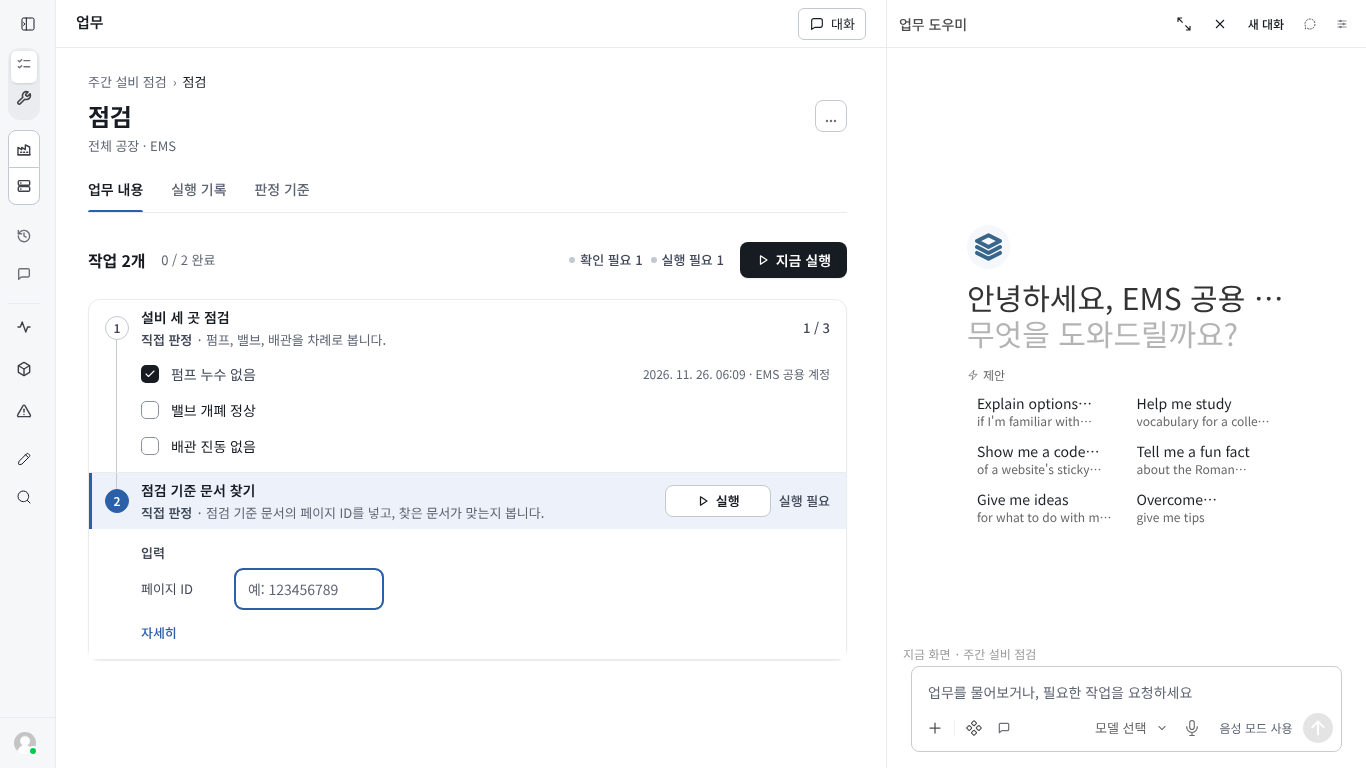 업무
대화
주간 설비 점검 › 점검
점검
...
전체 공장 · EMS
업무 내용 실행 기록 판정 기준
작업 2개 0 / 2 완료 확인 필요 1 실행 필요 1 지금 실행
1 설비 세 곳 점검
직접 판정 · 펌프, 밸브, 배관을 차례로 봅니다.
1 / 3
펌프 누수 없음 2026. 11. 26. 06:09 · EMS 공용 계정
밸브 개폐 정상
배관 진동 없음
2 점검 기준 문서 찾기
직접 판정 · 점검 기준 문서의 페이지 ID를 넣고, 찾은 문서가 맞는지 봅니다.
실행 실행 필요
입력
페이지 ID 예: 123456789
자세히
업무 도우미 새 대화
안녕하세요, EMS 공용 ⋯
무엇을 도와드릴까요?
제안
Explain options⋯
if I'm familiar with⋯
Help me study
vocabulary for a colle⋯
Show me a code⋯
of a website's sticky⋯
Tell me a fun fact
about the Roman⋯
Give me ideas
for what to do with m⋯
Overcome⋯
give me tips
지금 화면 · 주간 설비 점검
업무를 물어보거나, 필요한 작업을 요청하세요
모델 선택 음성 모드 사용